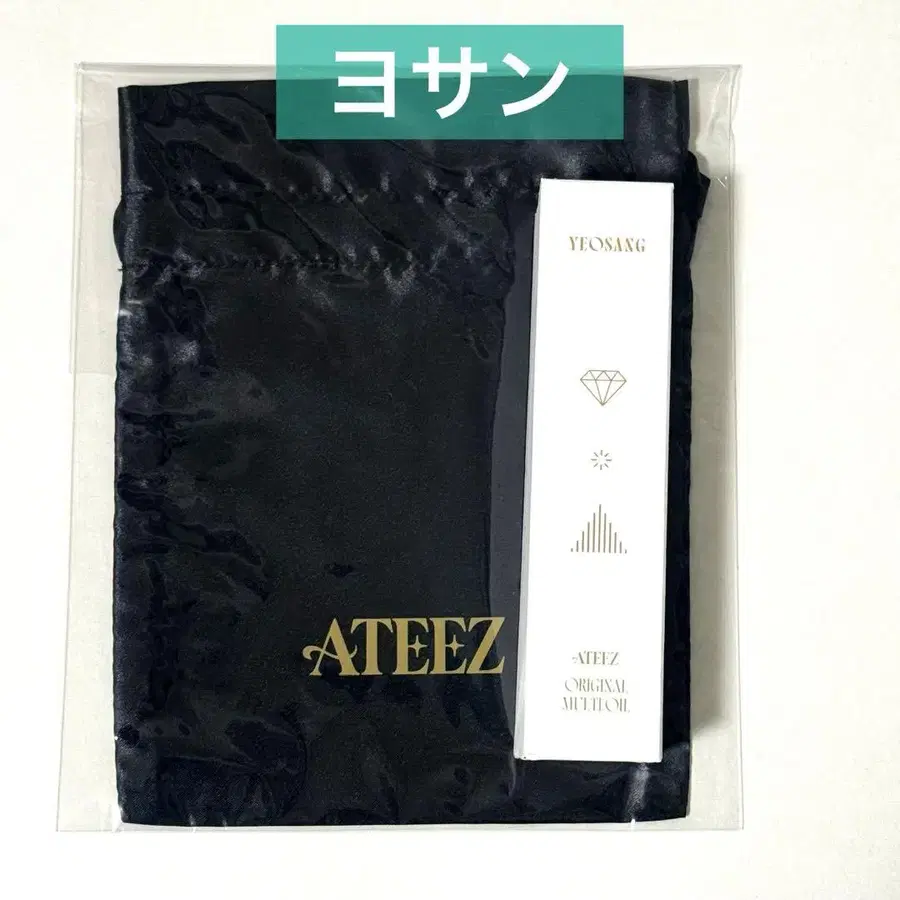 ヨサン
YEOSANG
ATEEZ
ATEEZ
ORIGINAL
MULTI OIL